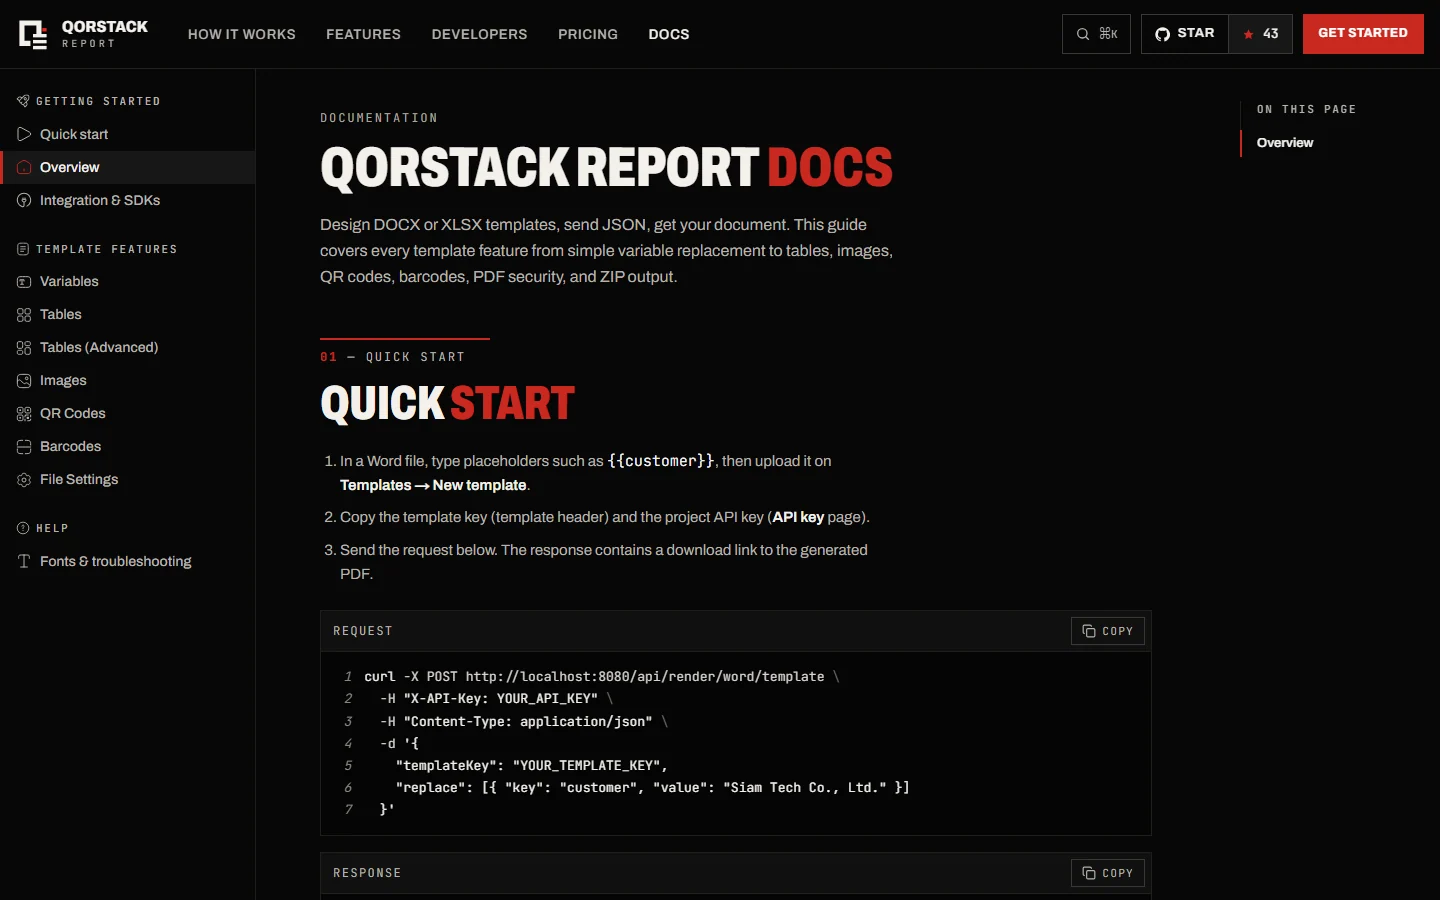 QORSTACK
REPORT
HOW IT WORKS
FEATURES
DEVELOPERS
PRICING
DOCS
⌘K
STAR
43
GET STARTED
GETTING STARTED
Quick start
Overview
Integration & SDKs
TEMPLATE FEATURES
Variables
Tables
Tables (Advanced)
Images
QR Codes
Barcodes
File Settings
HELP
Fonts & troubleshooting
DOCUMENTATION
QORSTACK REPORT DOCS
Design DOCX or XLSX templates, send JSON, get your document. This guide
covers every template feature from simple variable replacement to tables, images,
QR codes, barcodes, PDF security, and ZIP output.
01 — QUICK START
QUICK START
1. In a Word file, type placeholders such as {{customer}}, then upload it on
Templates → New template.
2. Copy the template key (template header) and the project API key (API key page).
3. Send the request below. The response contains a download link to the generated
PDF.
REQUEST
COPY
1 curl -X POST http://localhost:8080/api/render/word/template \
2 -H "X-API-Key: YOUR_API_KEY" \
3 -H "Content-Type: application/json" \
4 -d '{
5 "templateKey": "YOUR_TEMPLATE_KEY",
6 "replace": [{ "key": "customer", "value": "Siam Tech Co., Ltd." }]
7 }'
RESPONSE
COPY
ON THIS PAGE
Overview